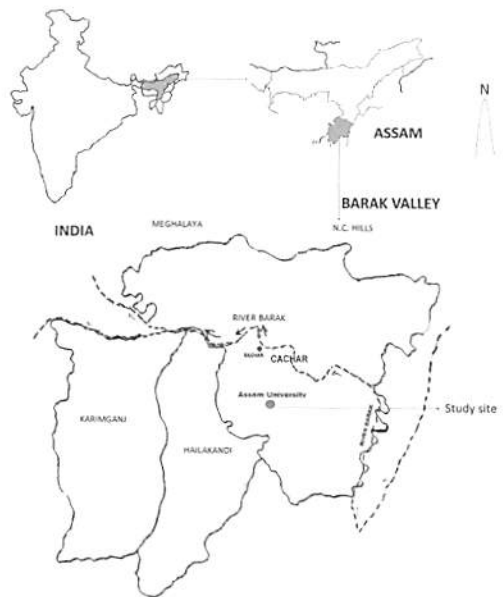 N
ASSAM
BARAK VALLEY
INDIA
MEGHALAYA
N.C. HILLS
RIVER BARAK
CACHAR
Assam University
Study site
KARIMGANJ
HAILAKANDI